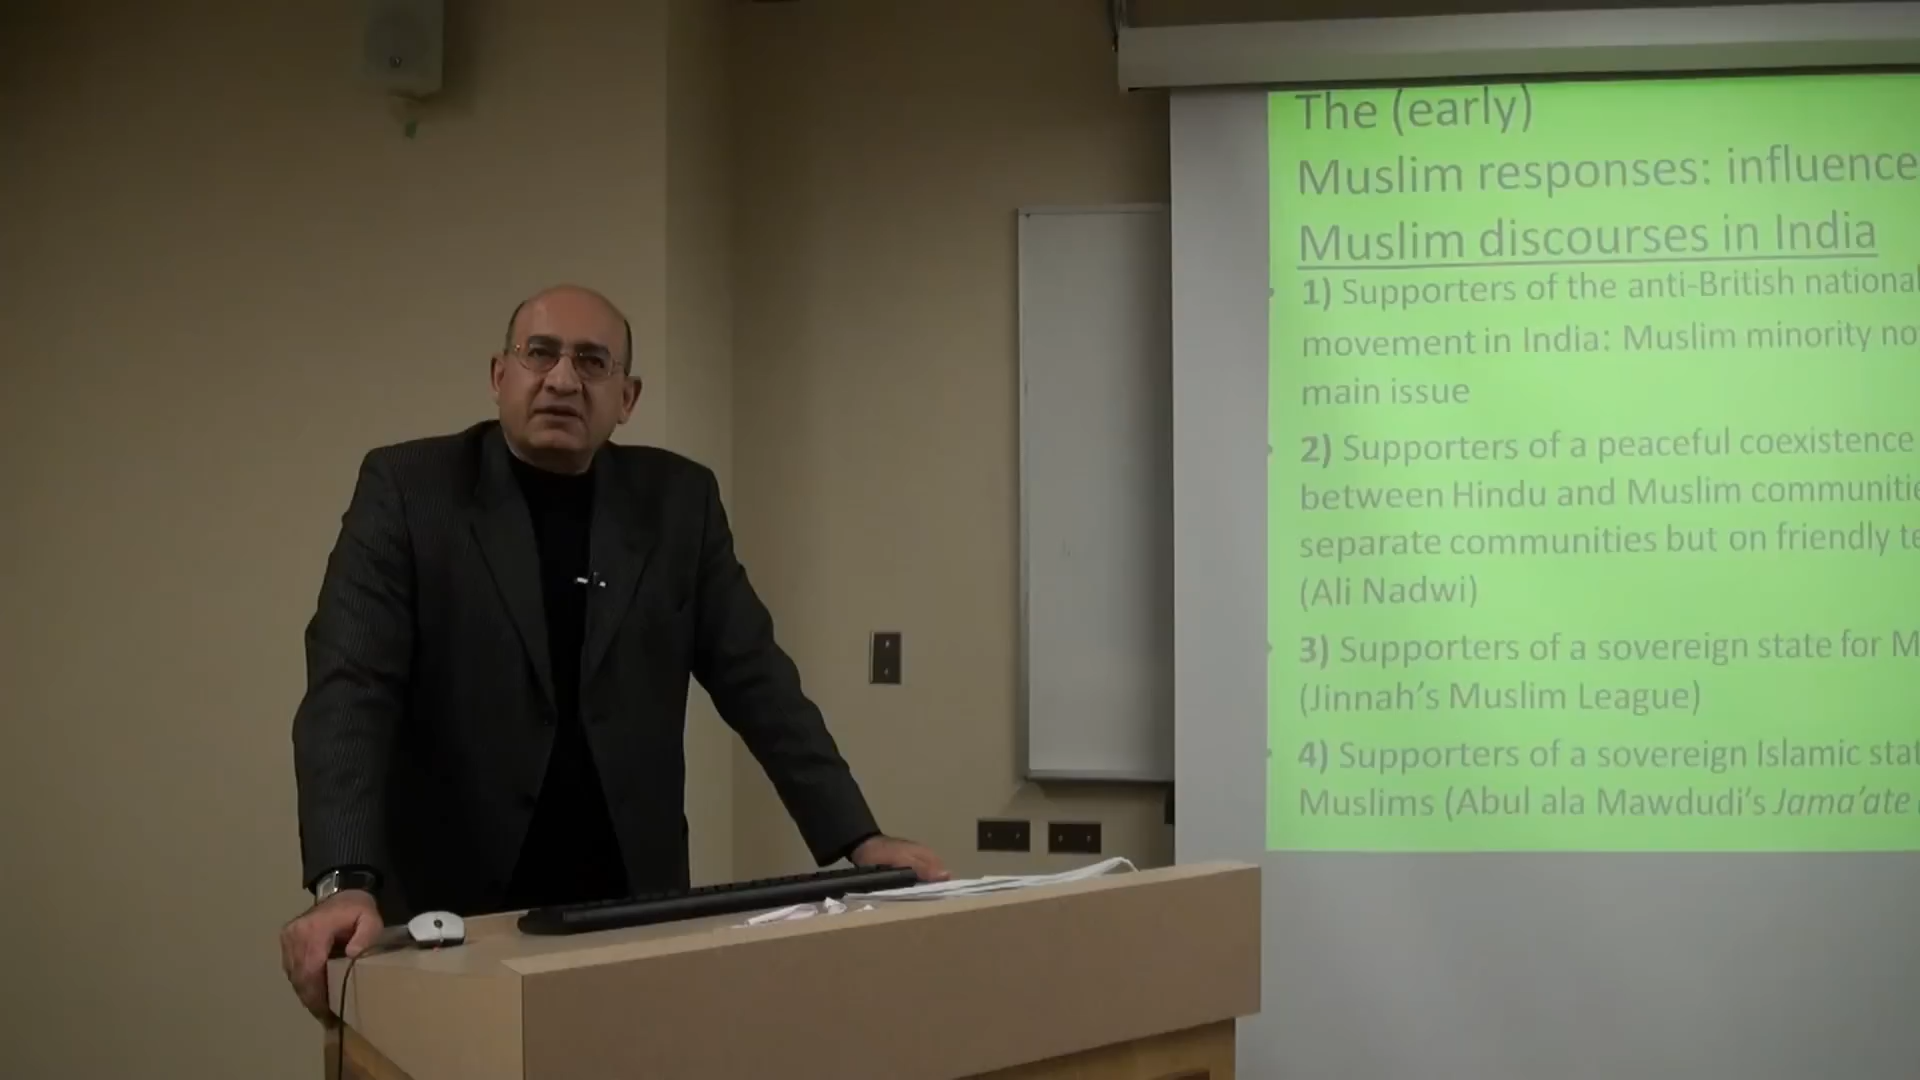 The (early)
Muslim responses: influence
Muslim discourses in India
1) Supporters of the anti-British national
movement in India: Muslim minority no
main issue
2) Supporters of a peaceful coexistence
between Hindu and Muslim communitie
separate communities but on friendly te
(Ali Nadwi)
3) Supporters of a sovereign state for M
(Jinnah's Muslim League)
4) Supporters of a sovereign Islamic stat
Muslims (Abul ala Mawdudi's Jama'ate